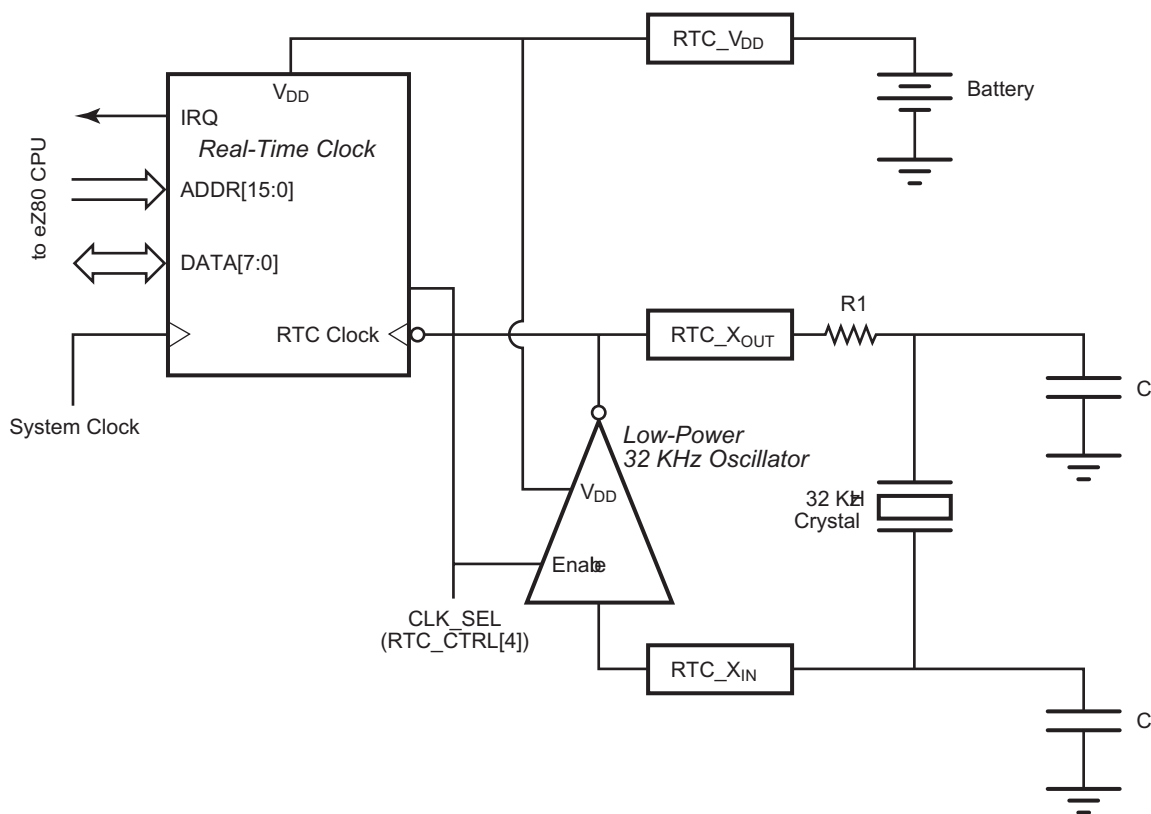 RTC_VDD
VDD
Battery
IRQ
Real-Time Clock
to eZ80 CPU
ADDR[15:0]
DATA[7:0]
R1
RTC Clock
RTC_XOUT
C
System Clock
Low-Power
32 KHz Oscillator
VDD
32 KHz
Crystal
Enable
CLK_SEL
(RTC_CTRL[4])
RTC_XIN
C